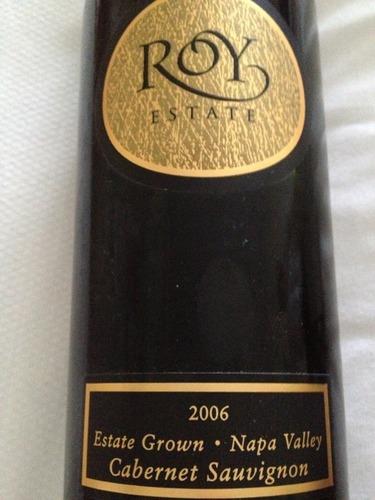 ROY
ESTATE
2006
Estate Grown • Napa Valley
Cabernet Sauvignon